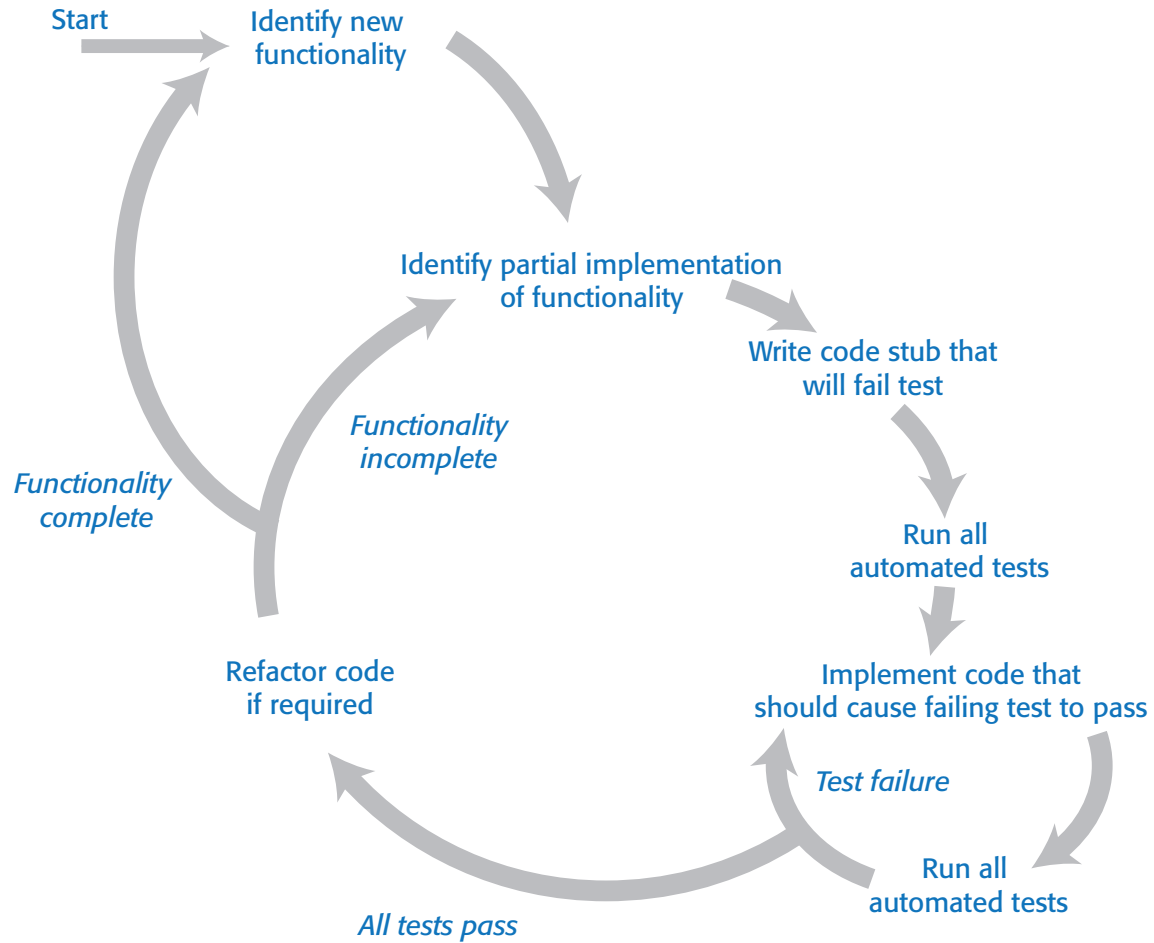 Start
Identify new
functionality
Identify partial implementation
of functionality
Write code stub that
will fail test
Functionality
incomplete
Functionality
complete
Run all
automated tests
Refactor code
if required
Implement code that
should cause failing test to pass
Test failure
Run all
automated tests
All tests pass